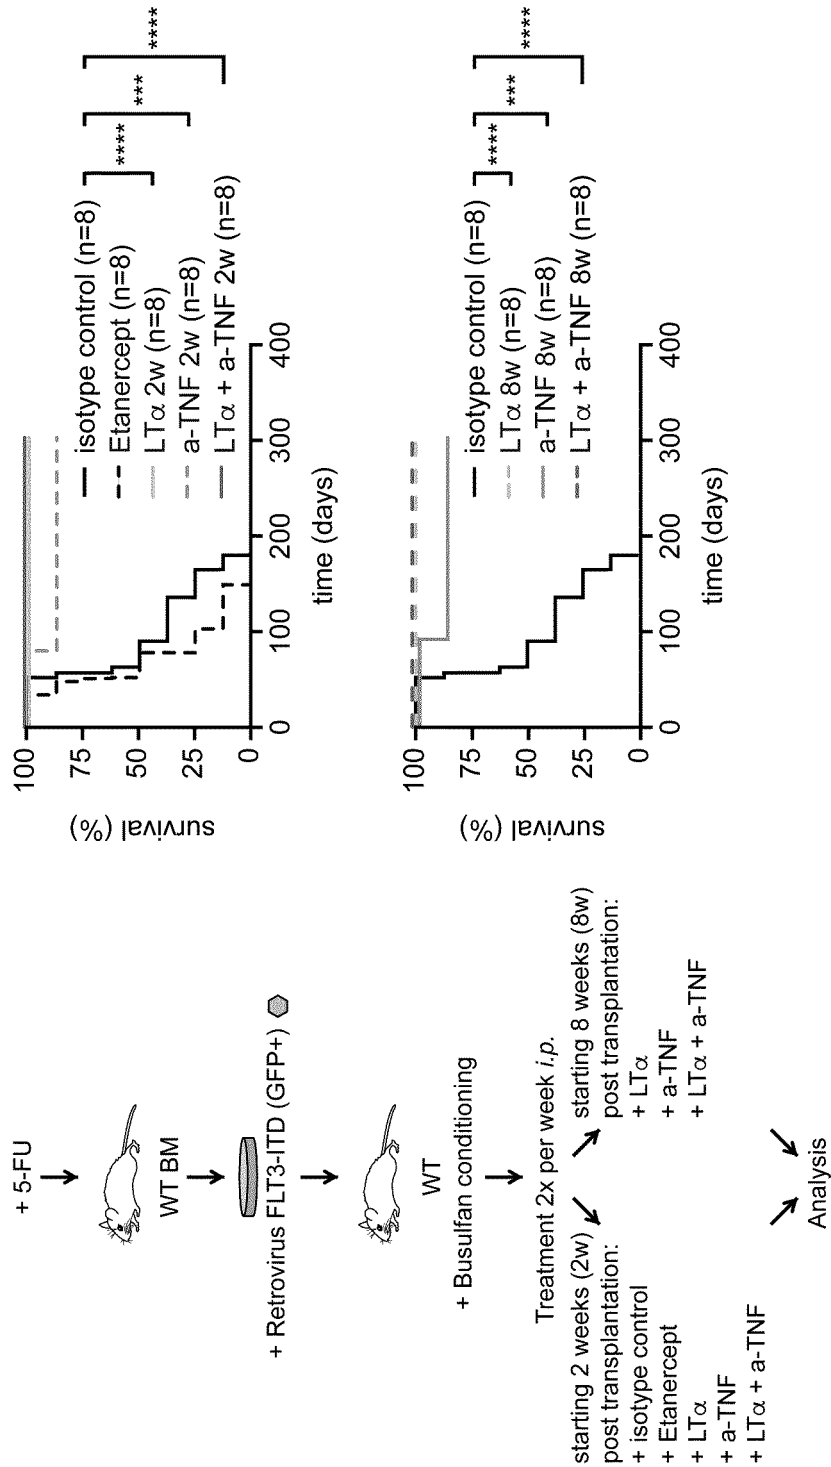 + 5-FU
WT BM
+ Retrovirus FLT3-ITD (GFP+)
WT
+ Busulfan conditioning
Treatment 2x per week i.p.
starting 2 weeks (2w)
post transplantation:
+ isotype control
+ Etanercept
+ LTα
+ a-TNF
+ LTα + a-TNF
starting 8 weeks (8w)
post transplantation:
+ LTα
+ a-TNF
+ LTα + a-TNF
Analysis
survival (%)
100
75
50
25
0
0
100
200
300
400
time (days)
isotype control (n=8)
Etanercept (n=8)
LTα 2w (n=8)
a-TNF 2w (n=8)
LTα + a-TNF 2w (n=8)
****
***
****
survival (%)
100
75
50
25
0
0
100
200
300
400
time (days)
isotype control (n=8)
LTα 8w (n=8)
a-TNF 8w (n=8)
LTα + a-TNF 8w (n=8)
****
***
****